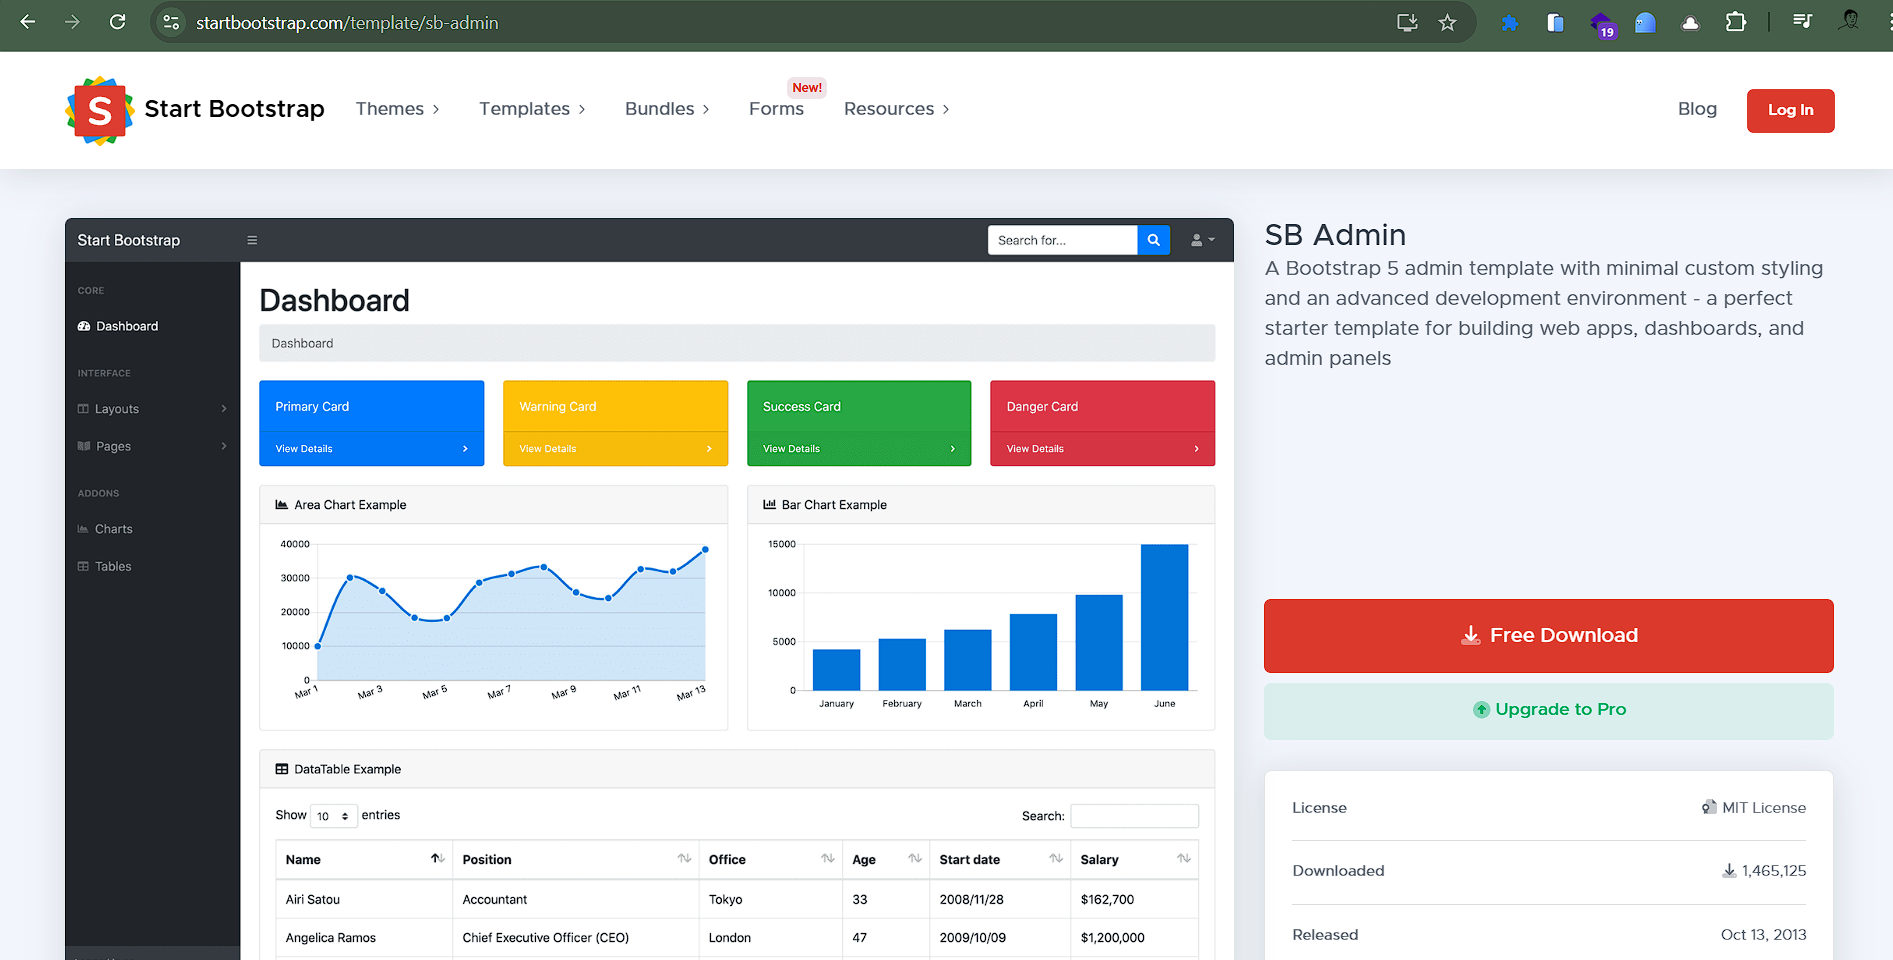 startbootstrap.com/template/sb-admin
19
S
Start Bootstrap
Themes
Templates
Bundles
Forms
New!
Resources
Blog
Log In
Start Bootstrap
Search for...
CORE
Dashboard
INTERFACE
Layouts
Pages
ADDONS
Charts
Tables
Dashboard
Dashboard
Primary Card
View Details
Warning Card
View Details
Success Card
View Details
Danger Card
View Details
Area Chart Example
40000
30000
20000
10000
0
Mar 1
Mar 3
Mar 5
Mar 7
Mar 9
Mar 11
Mar 13
Bar Chart Example
15000
10000
5000
0
January
February
March
April
May
June
DataTable Example
Show 10 entries
Search:
Name Position Office Age Start date Salary
Airi Satou Accountant Tokyo 33 2008/11/28 $162,700
Angelica Ramos Chief Executive Officer (CEO) London 47 2009/10/09 $1,200,000
SB Admin
A Bootstrap 5 admin template with minimal custom styling
and an advanced development environment - a perfect
starter template for building web apps, dashboards, and
admin panels
Free Download
Upgrade to Pro
License MIT License
Downloaded 1,465,125
Released Oct 13, 2013